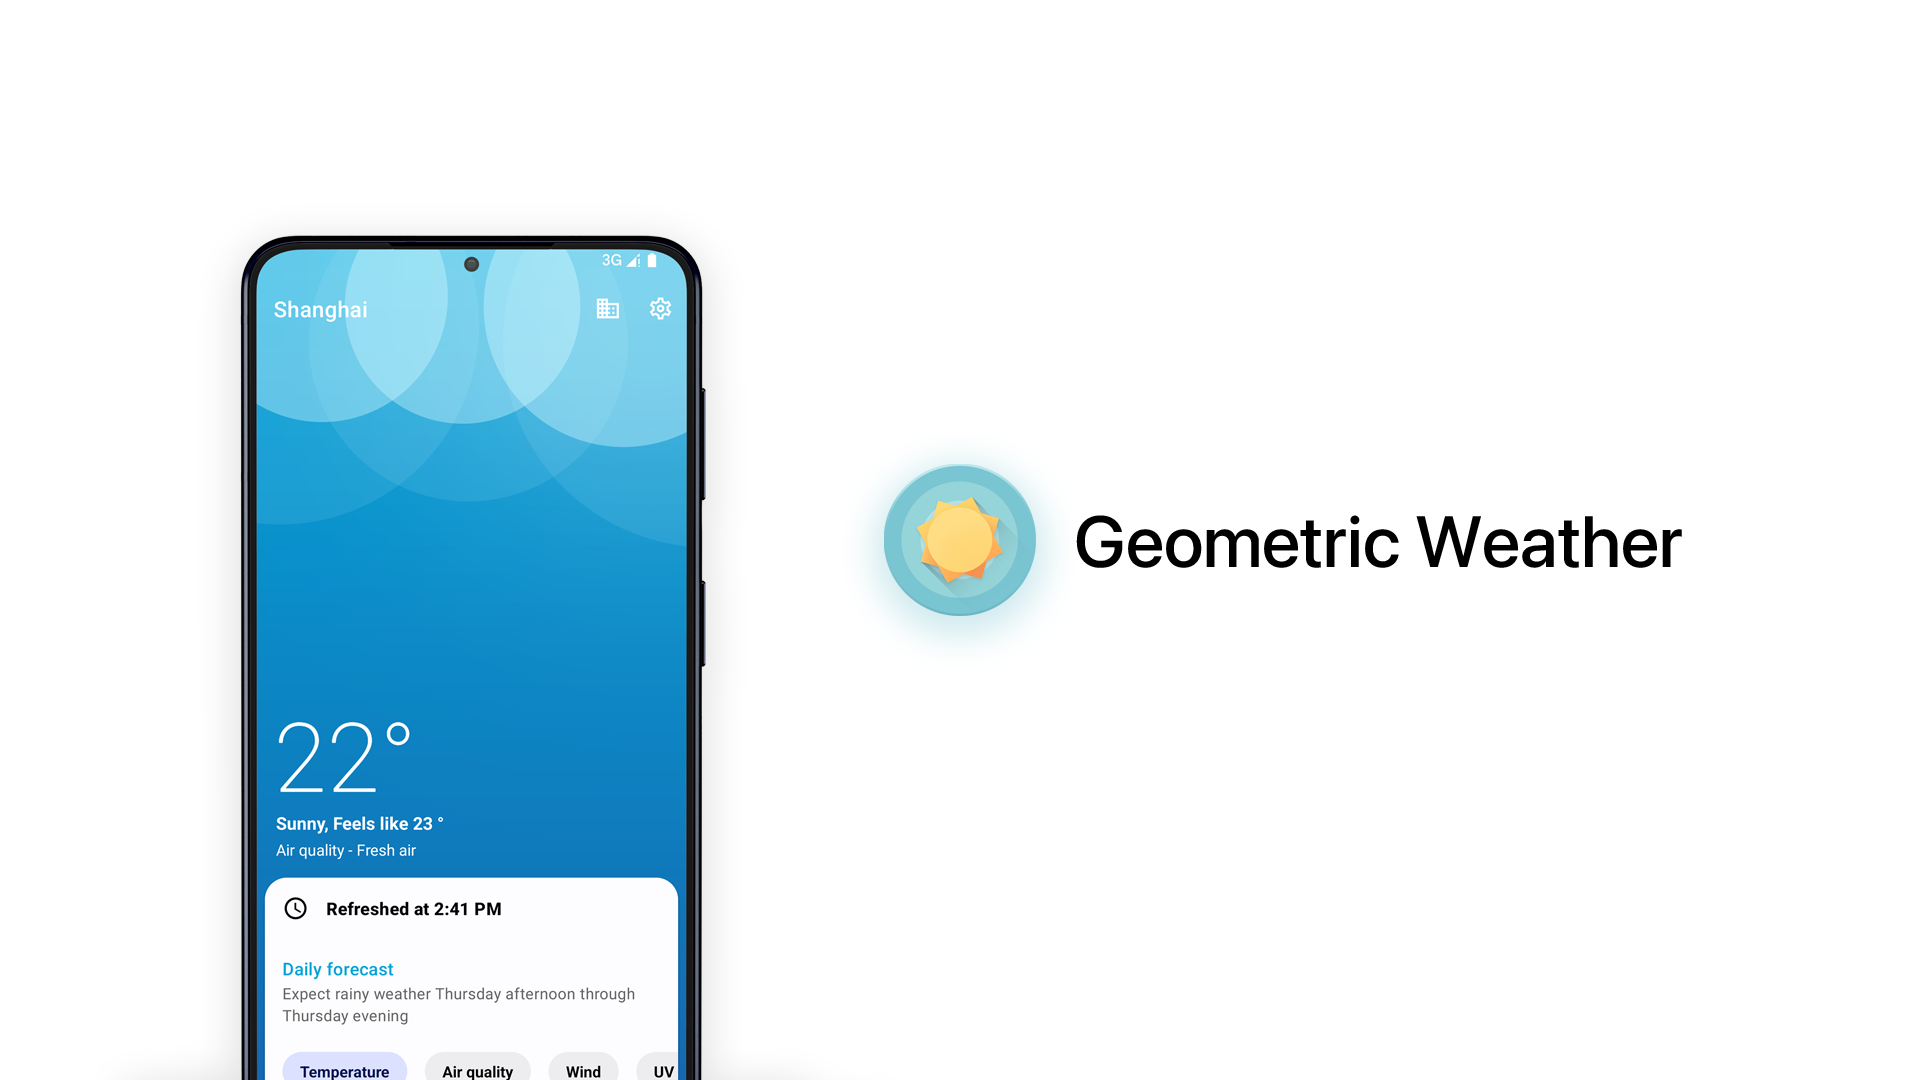 3G
Shanghai
22°
Sunny, Feels like 23 °
Air quality - Fresh air
Refreshed at 2:41 PM
Daily forecast
Expect rainy weather Thursday afternoon through
Thursday evening
Temperature Air quality Wind UV
Geometric Weather